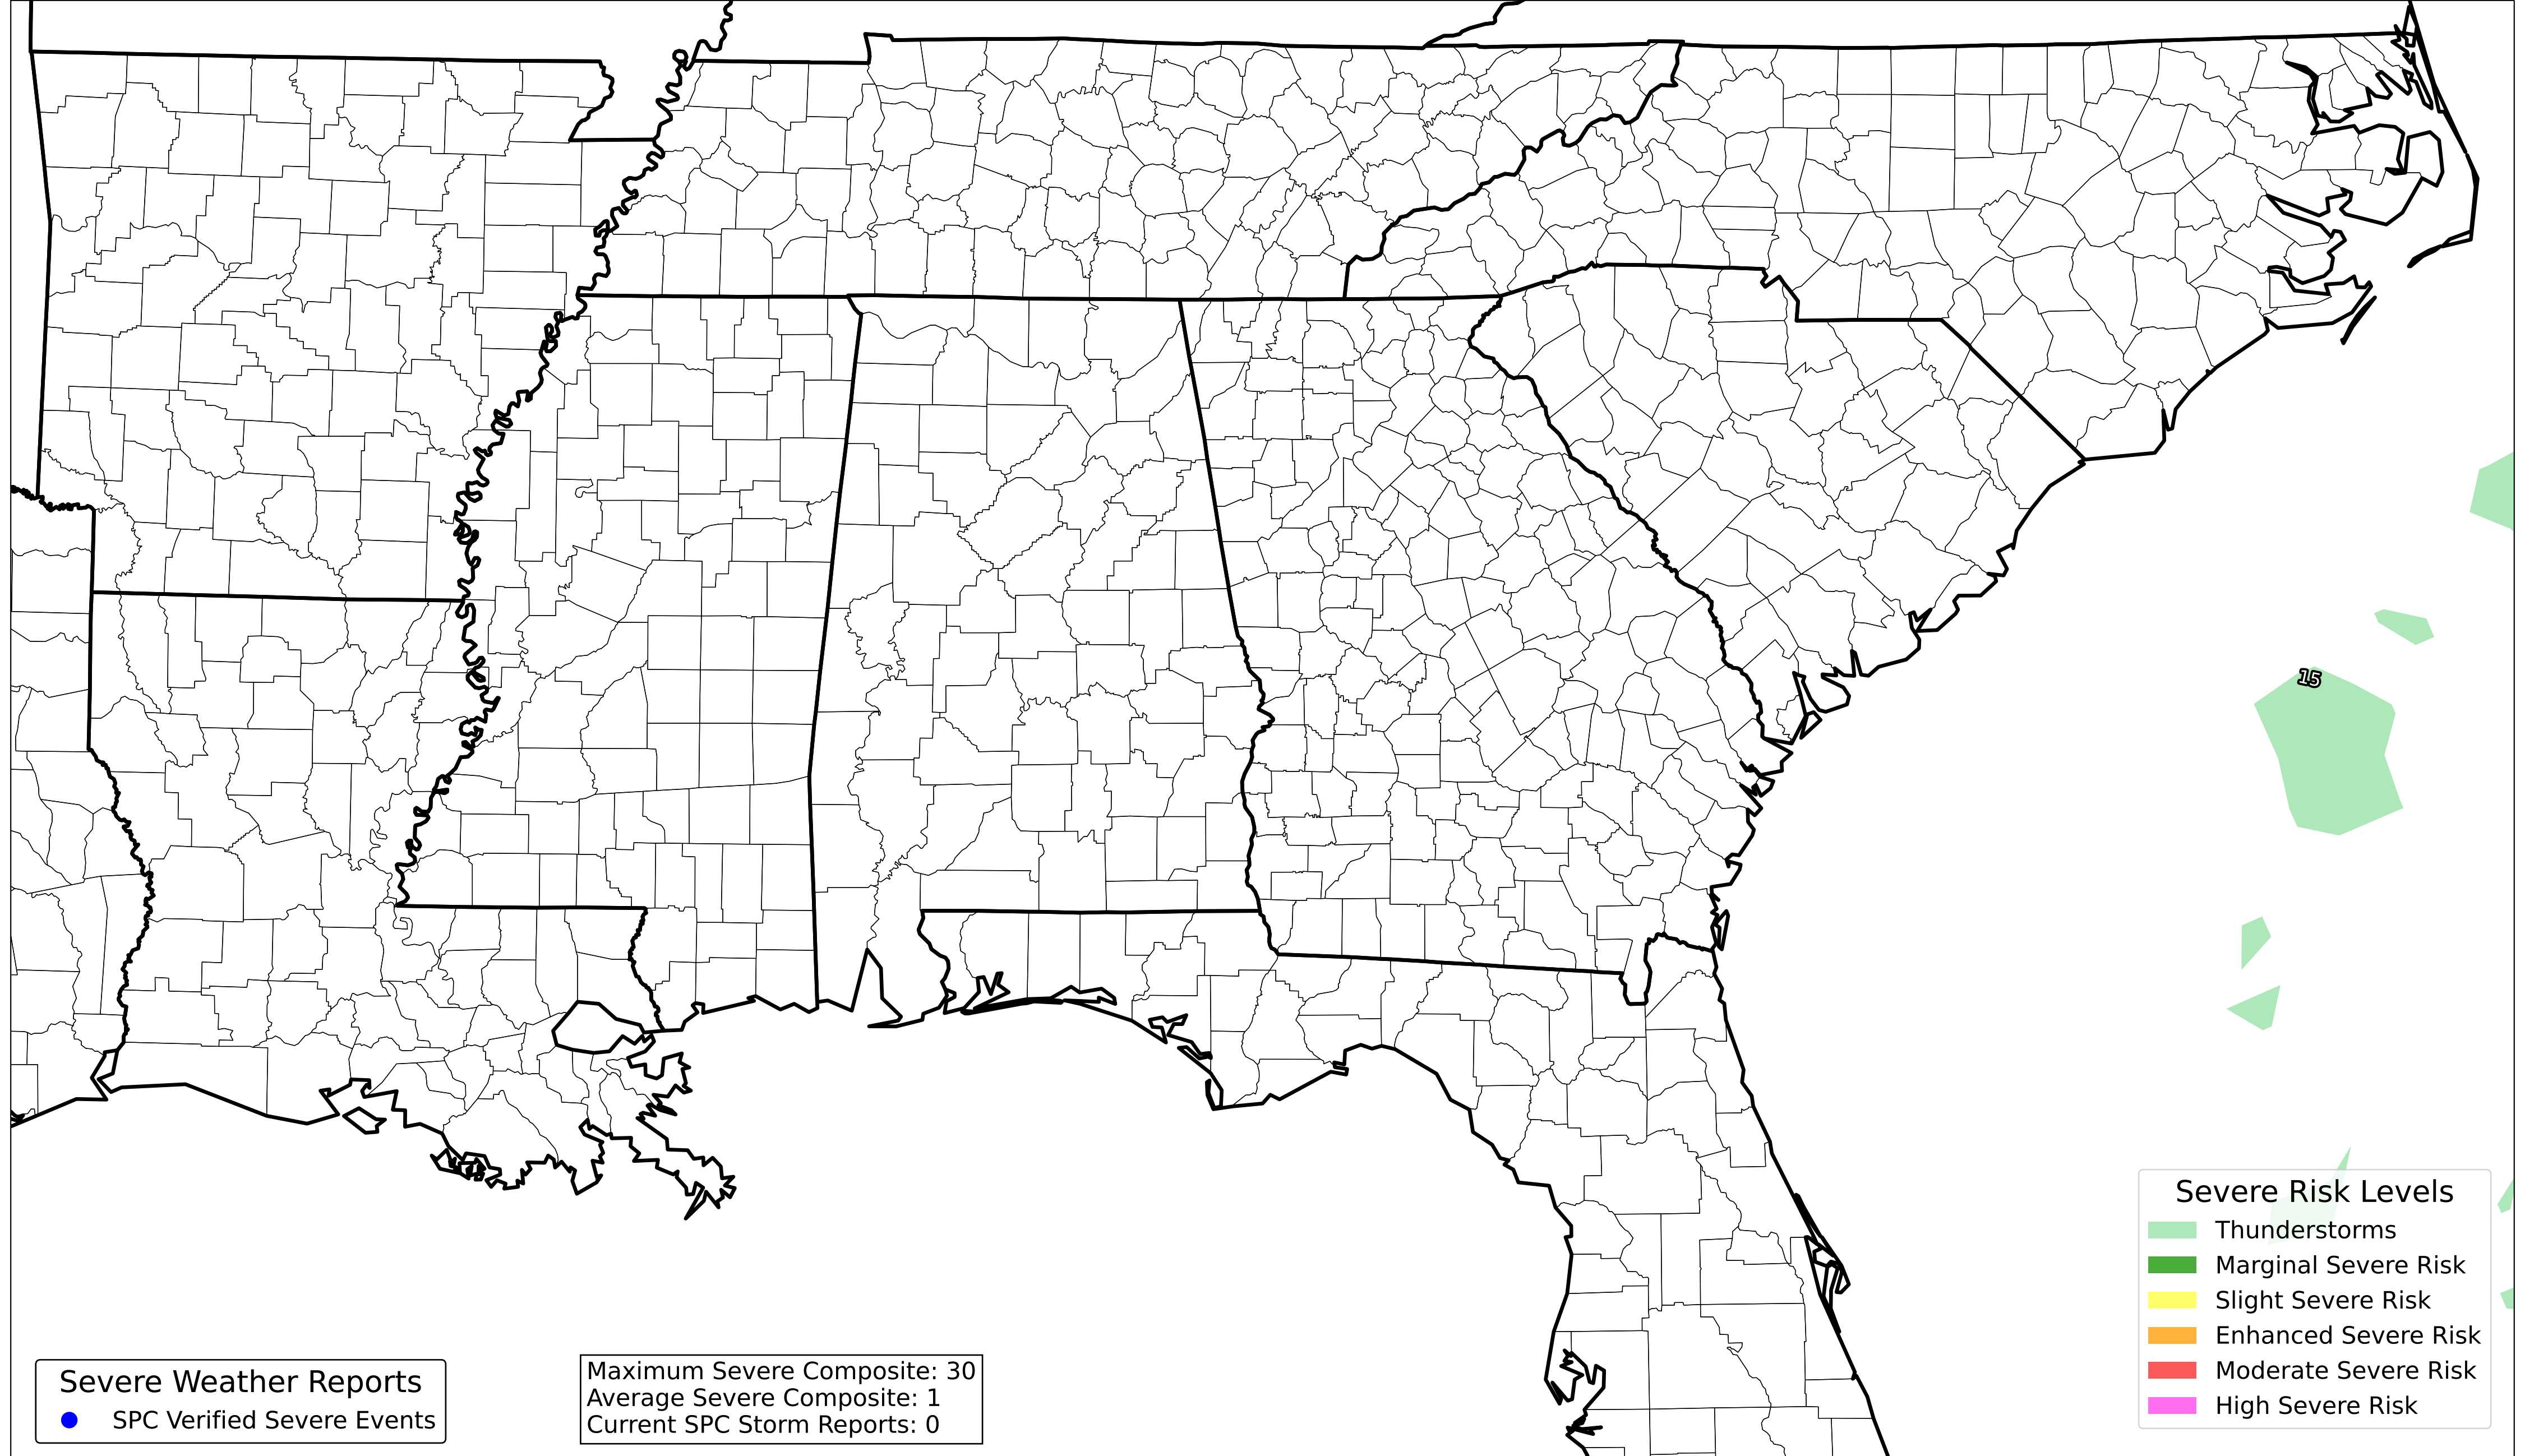 15
Severe Risk Levels
Thunderstorms
Marginal Severe Risk
Slight Severe Risk
Enhanced Severe Risk
Moderate Severe Risk
High Severe Risk
Severe Weather Reports
SPC Verified Severe Events
Maximum Severe Composite: 30
Average Severe Composite: 1
Current SPC Storm Reports: 0